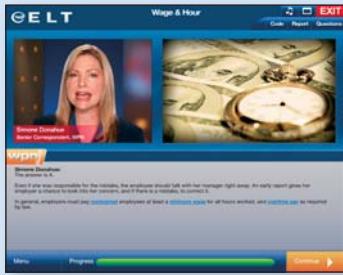 ELT
Wage & Hour
EXIT
Code Report Questions
Simone Donahue
Senior Correspondent, WPN
wpn
Simone Donahue:
The answer is A.
Even if she was responsible for the mistake, the employee should talk with her manager right away. An early report gives her
employer a chance to look into her concern, and if there is a mistake, to correct it.
In general, employers must pay nonexempt employees at least a minimum wage for all hours worked, and overtime pay as required
by law.
Menu
Progress
Continue